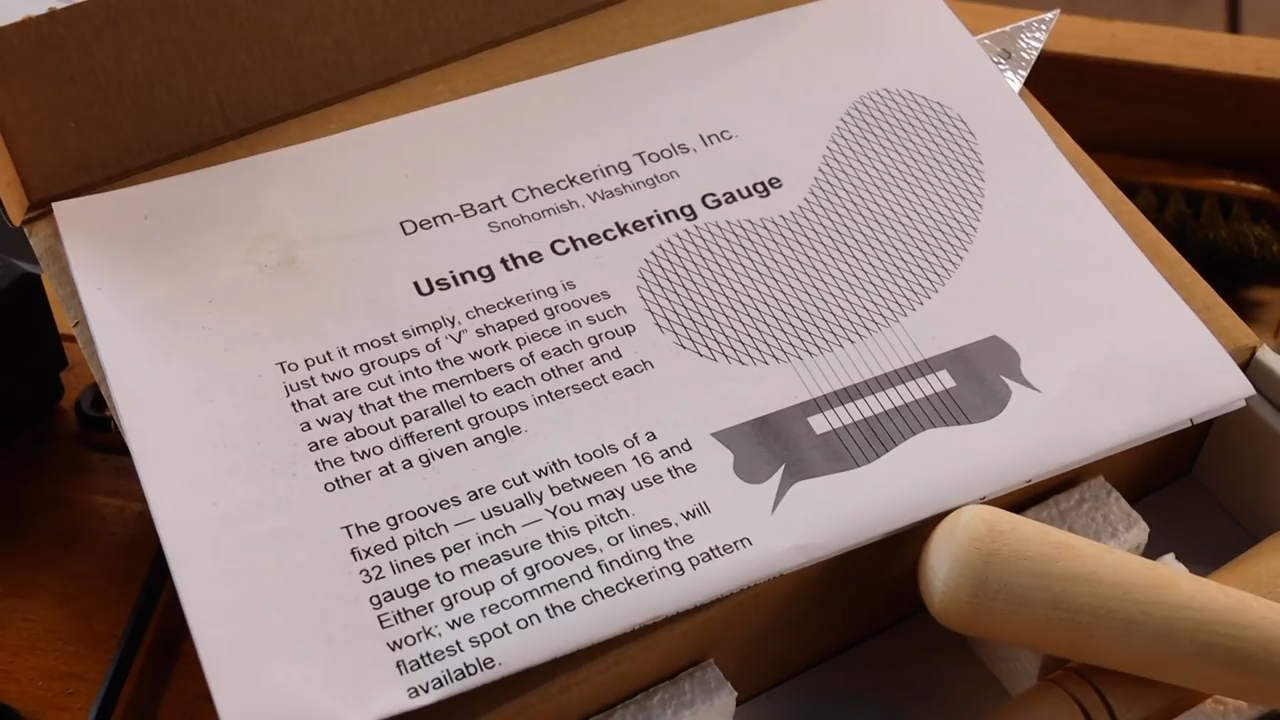 Dem-Bart Checkering Tools, Inc.
Snohomish, Washington
Using the Checkering Gauge
To put it most simply, checkering is
just two groups of 'V" shaped grooves
that are cut into the work piece in such
a way that the members of each group
are about parallel to each other and
the two different groups intersect each
other at a given angle.
The grooves are cut with tools of a
fixed pitch — usually between 16 and
32 lines per inch — You may use the
gauge to measure this pitch.
Either group of grooves, or lines, will
work; we recommend finding the
flattest spot on the checkering pattern
available.